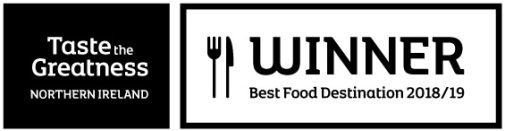 Taste the
Greatness
NORTHERN IRELAND
WINNER
Best Food Destination 2018/19